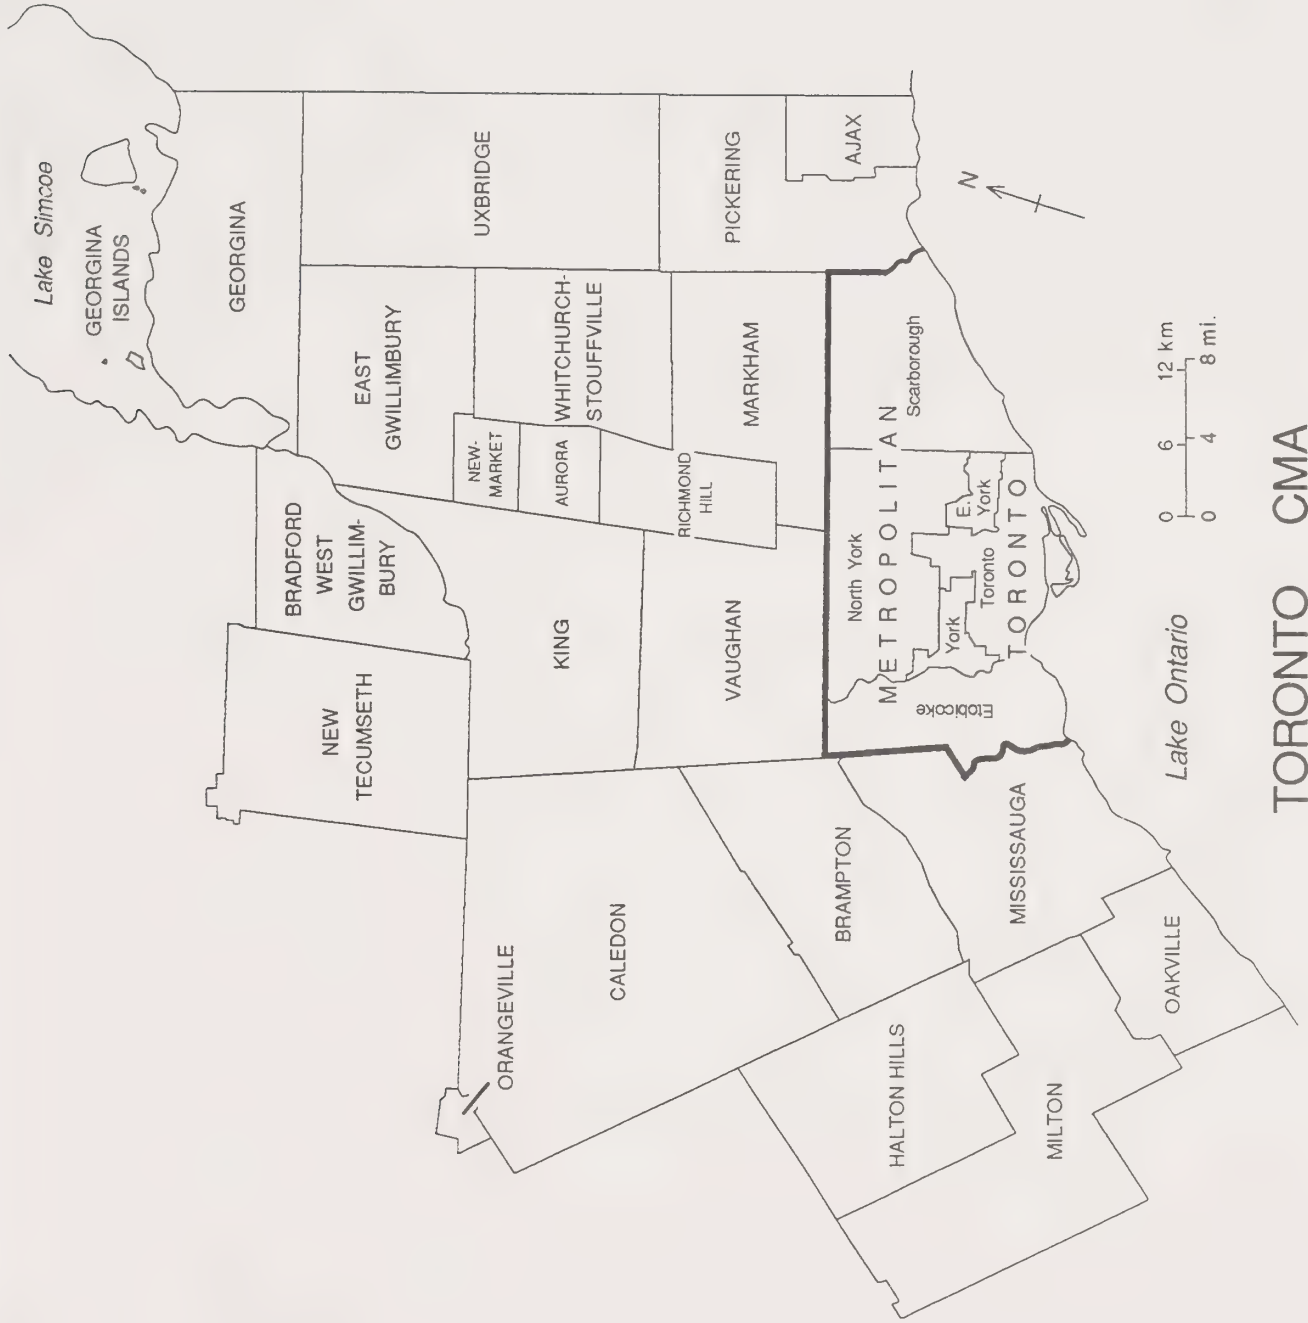 Lake Simcoe
GEORGINA
ISLANDS
GEORGINA
UXBRIDGE
PICKERING
AJAX
N
EAST
GWILLIMBURY
WHITCHURCH-
STOUFFVILLE
MARKHAM
NEW-
MARKET
AURORA
RICHMOND
HILL
BRADFORD
WEST
GWILLIM-
BURY
KING
VAUGHAN
NEW
TECUMSETH
METROPOLITAN
TORONTO
Scarborough
North York
E.
York
York
Toronto
Etobicoke
ORANGEVILLE
CALEDON
BRAMPTON
MISSISSAUGA
HALTON HILLS
MILTON
OAKVILLE
Lake Ontario
0 6 12 km
0 4 8 mi.
TORONTO CMA